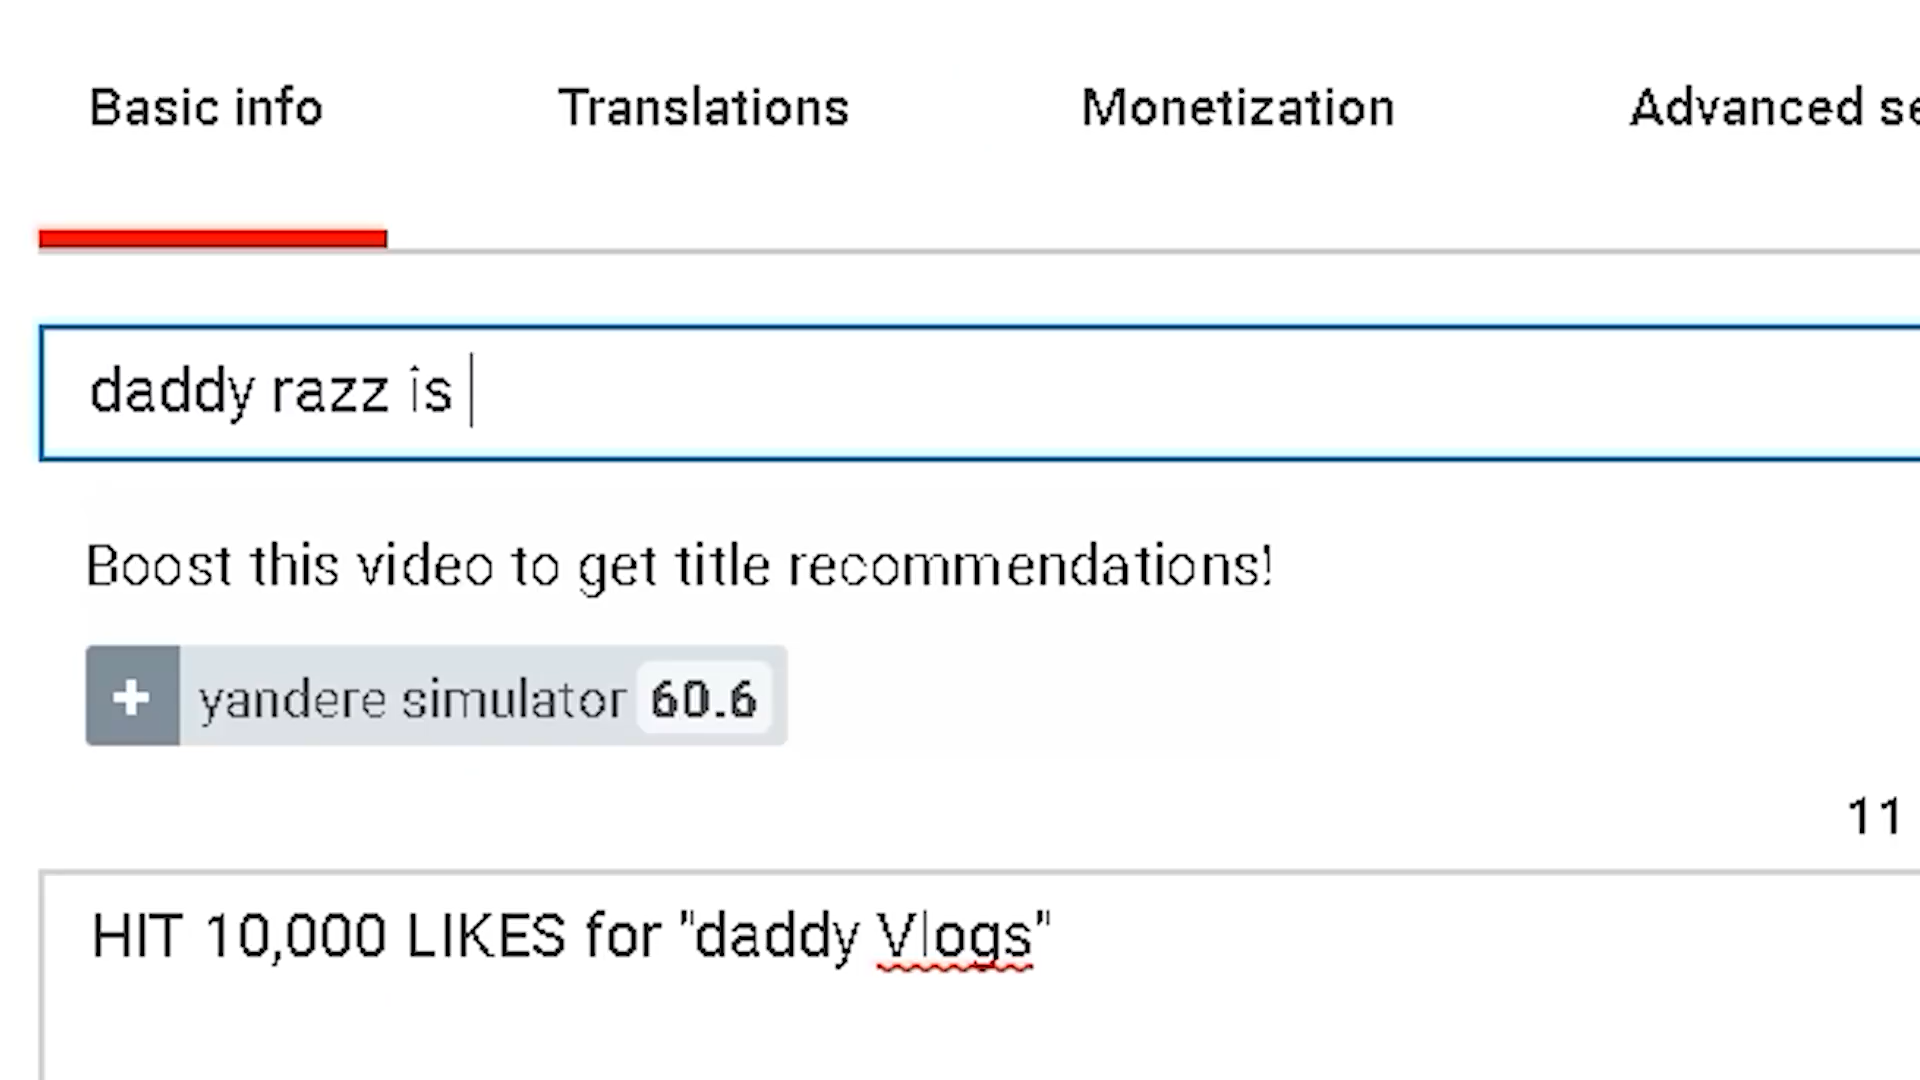 Basic info Translations Monetization Advanced se
daddy razz is
Boost this video to get title recommendations!
+ yandere simulator 60.6
11
HIT 10,000 LIKES for "daddy Vlogs"